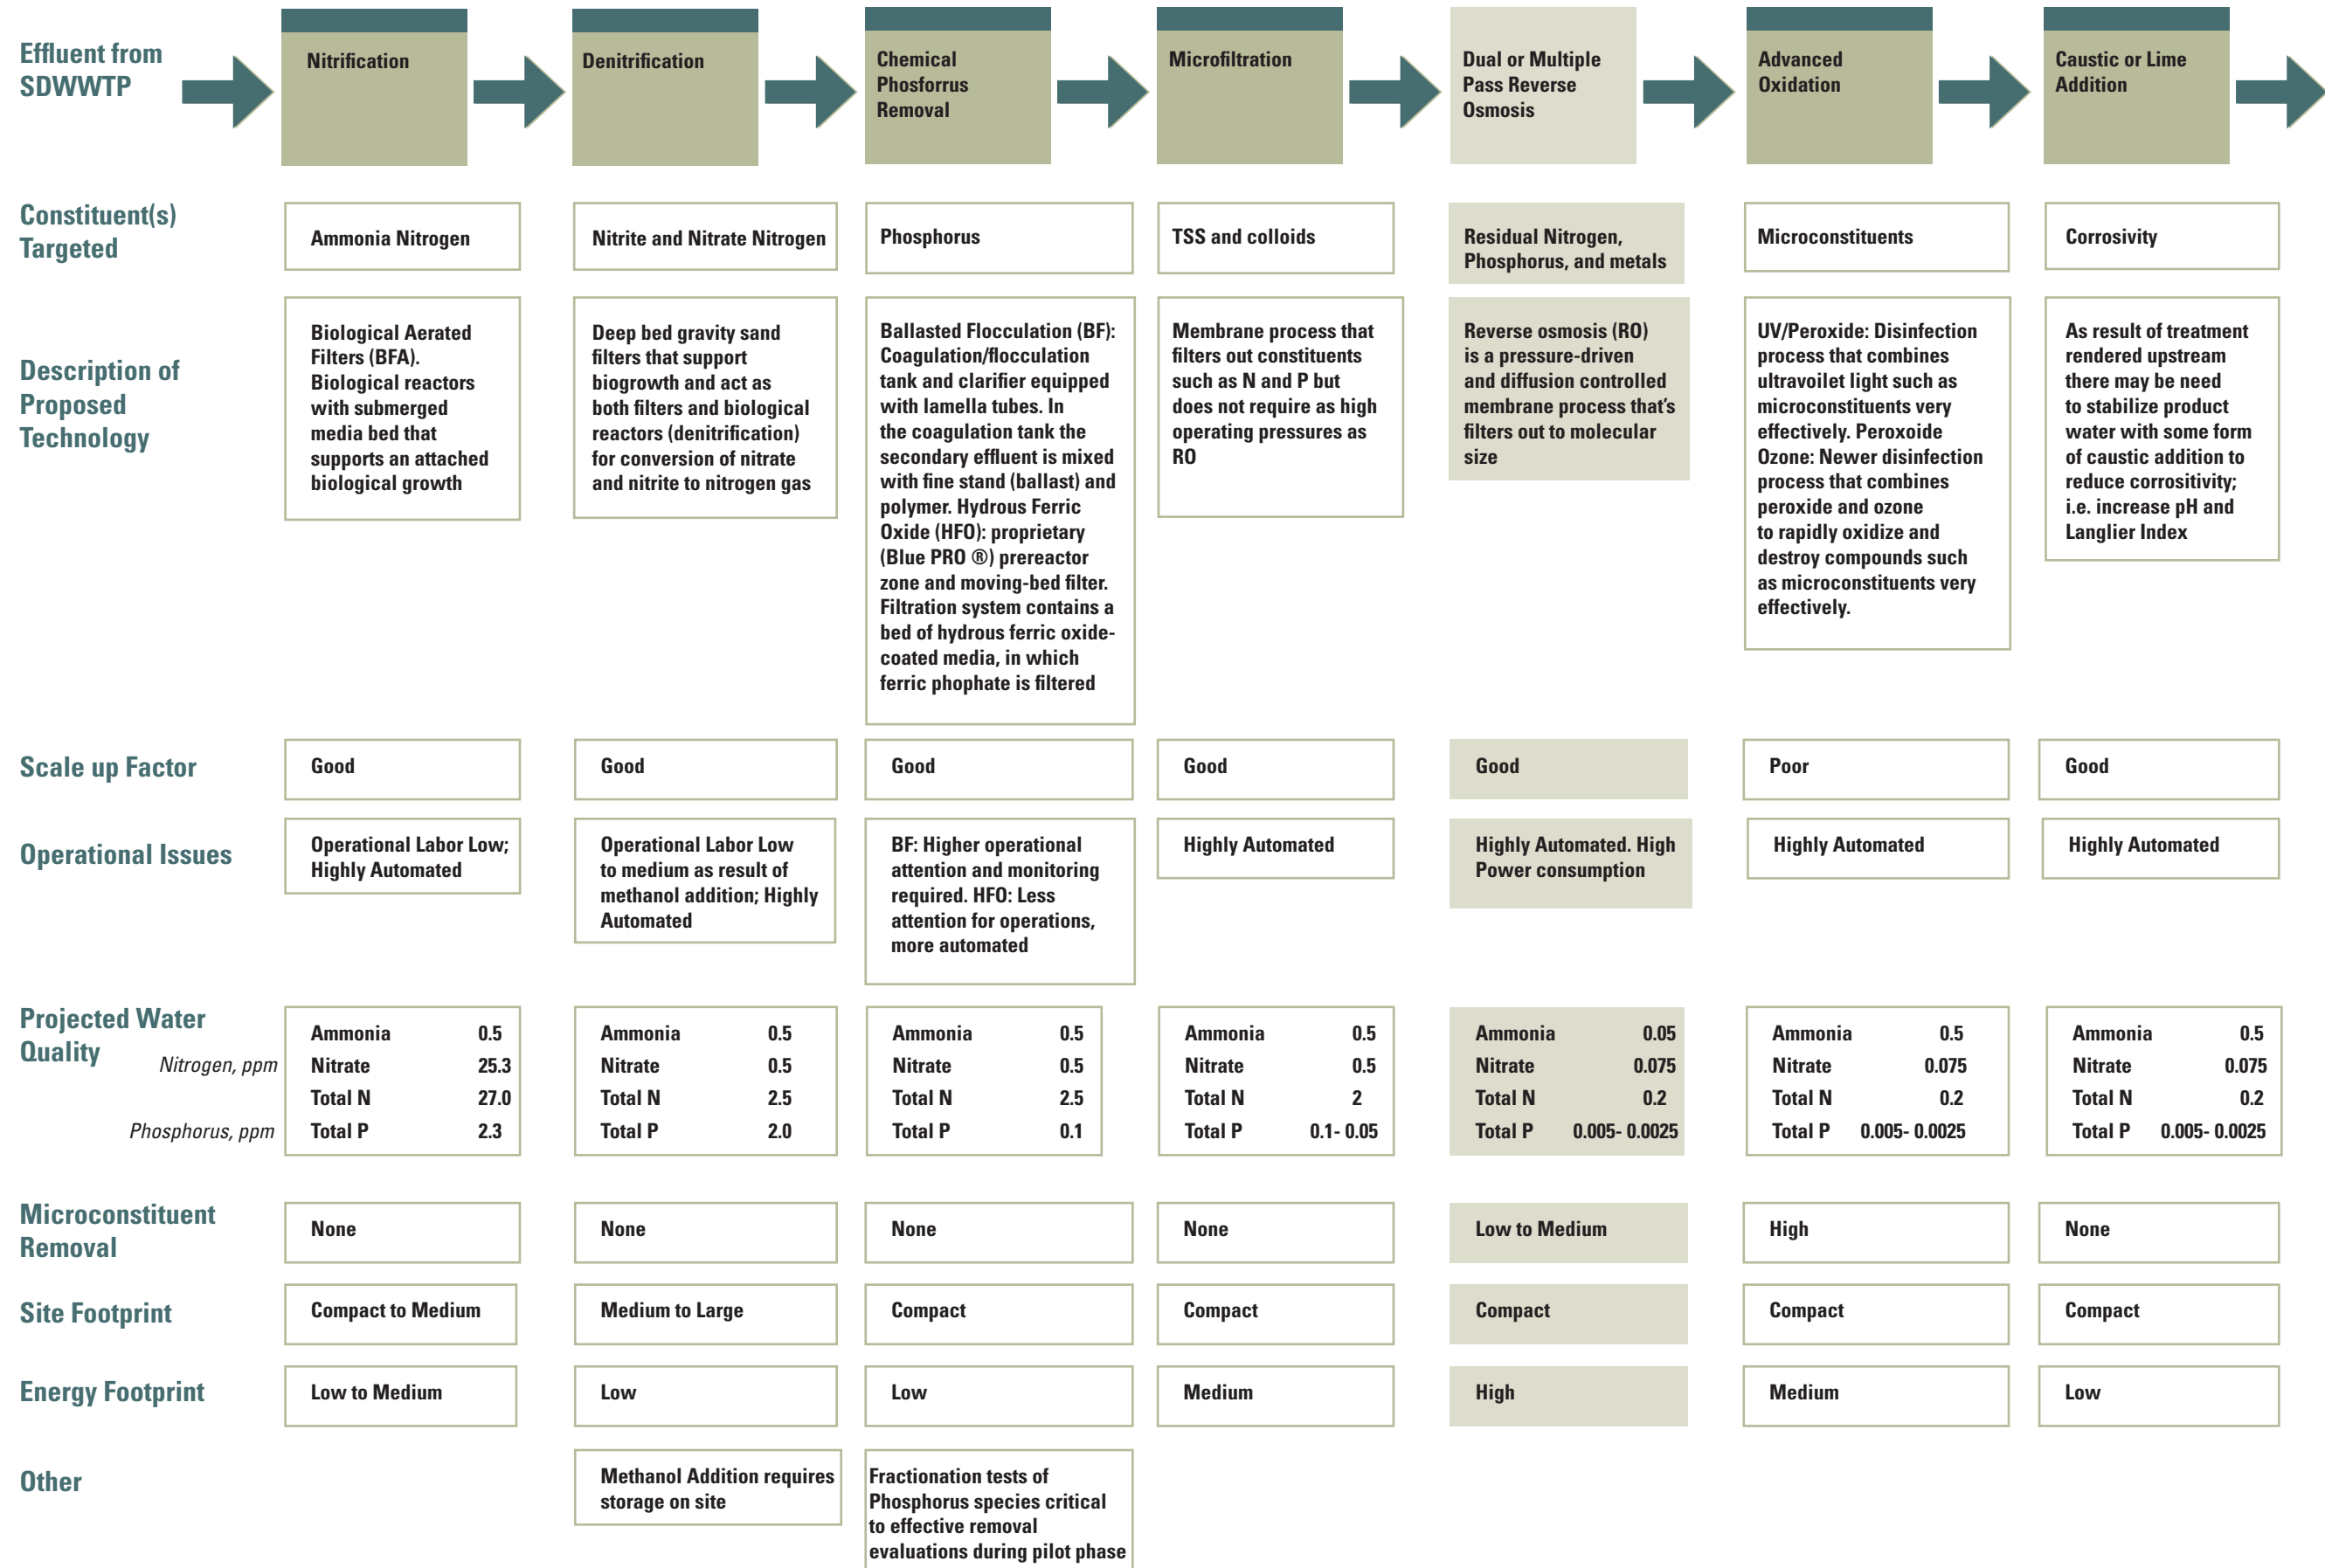 Effluent from
SDWWTP
Nitrification
Denitrification
Chemical
Phosforrus
Removal
Microfiltration
Dual or Multiple
Pass Reverse
Osmosis
Advanced
Oxidation
Caustic or Lime
Addition
Constituent(s)
Targeted
Ammonia Nitrogen
Nitrite and Nitrate Nitrogen
Phosphorus
TSS and colloids
Residual Nitrogen,
Phosphorus, and metals
Microconstituents
Corrosivity
Description of
Proposed
Technology
Biological Aerated
Filters (BFA).
Biological reactors
with submerged
media bed that
supports an attached
biological growth
Deep bed gravity sand
filters that support
biogrowth and act as
both filters and biological
reactors (denitrification)
for conversion of nitrate
and nitrite to nitrogen gas
Ballasted Flocculation (BF):
Coagulation/flocculation
tank and clarifier equipped
with lamella tubes. In
the coagulation tank the
secondary effluent is mixed
with fine stand (ballast) and
polymer. Hydrous Ferric
Oxide (HFO): proprietary
(Blue PRO ®) prereactor
zone and moving-bed filter.
Filtration system contains a
bed of hydrous ferric oxide-
coated media, in which
ferric phophate is filtered
Membrane process that
filters out constituents
such as N and P but
does not require as high
operating pressures as
RO
Reverse osmosis (RO)
is a pressure-driven
and diffusion controlled
membrane process that's
filters out to molecular
size
UV/Peroxide: Disinfection
process that combines
ultravoilet light such as
microconstituents very
effectively. Peroxoide
Ozone: Newer disinfection
process that combines
peroxide and ozone
to rapidly oxidize and
destroy compounds such
as microconstituents very
effectively.
As result of treatment
rendered upstream
there may be need
to stabilize product
water with some form
of caustic addition to
reduce corrositivity;
i.e. increase pH and
Langlier Index
Scale up Factor
Good
Good
Good
Good
Good
Poor
Good
Operational Issues
Operational Labor Low;
Highly Automated
Operational Labor Low
to medium as result of
methanol addition; Highly
Automated
BF: Higher operational
attention and monitoring
required. HFO: Less
attention for operations,
more automated
Highly Automated
Highly Automated. High
Power consumption
Highly Automated
Highly Automated
Projected Water
Quality
Nitrogen, ppm
Phosphorus, ppm
Ammonia 0.5
Nitrate 25.3
Total N 27.0
Total P 2.3
Ammonia 0.5
Nitrate 0.5
Total N 2.5
Total P 2.0
Ammonia 0.5
Nitrate 0.5
Total N 2.5
Total P 0.1
Ammonia 0.5
Nitrate 0.5
Total N 2
Total P 0.1- 0.05
Ammonia 0.05
Nitrate 0.075
Total N 0.2
Total P 0.005- 0.0025
Ammonia 0.5
Nitrate 0.075
Total N 0.2
Total P 0.005- 0.0025
Ammonia 0.5
Nitrate 0.075
Total N 0.2
Total P 0.005- 0.0025
Microconstituent
Removal
None
None
None
None
Low to Medium
High
None
Site Footprint
Compact to Medium
Medium to Large
Compact
Compact
Compact
Compact
Compact
Energy Footprint
Low to Medium
Low
Low
Medium
High
Medium
Low
Other
Methanol Addition requires
storage on site
Fractionation tests of
Phosphorus species critical
to effective removal
evaluations during pilot phase